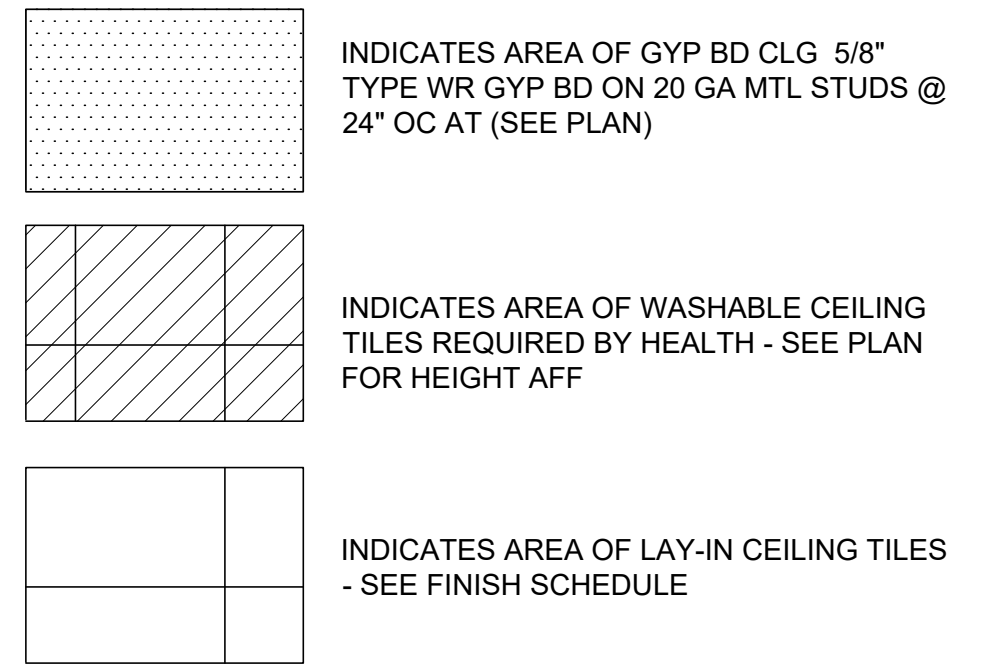 INDICATES AREA OF GYP BD CLG 5/8"
TYPE WR GYP BD ON 20 GA MTL STUDS @
24" OC AT (SEE PLAN)
INDICATES AREA OF WASHABLE CEILING
TILES REQUIRED BY HEALTH - SEE PLAN
FOR HEIGHT AFF
INDICATES AREA OF LAY-IN CEILING TILES
- SEE FINISH SCHEDULE